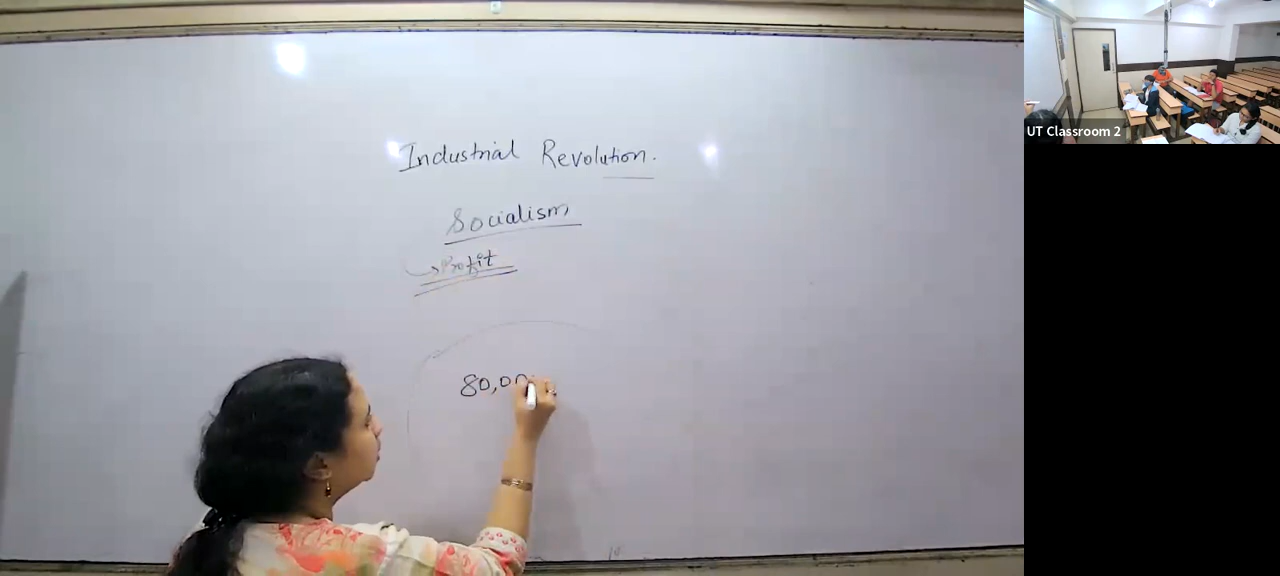 Industrial Revolution.
Socialism
Profit
80,00
UT Classroom 2